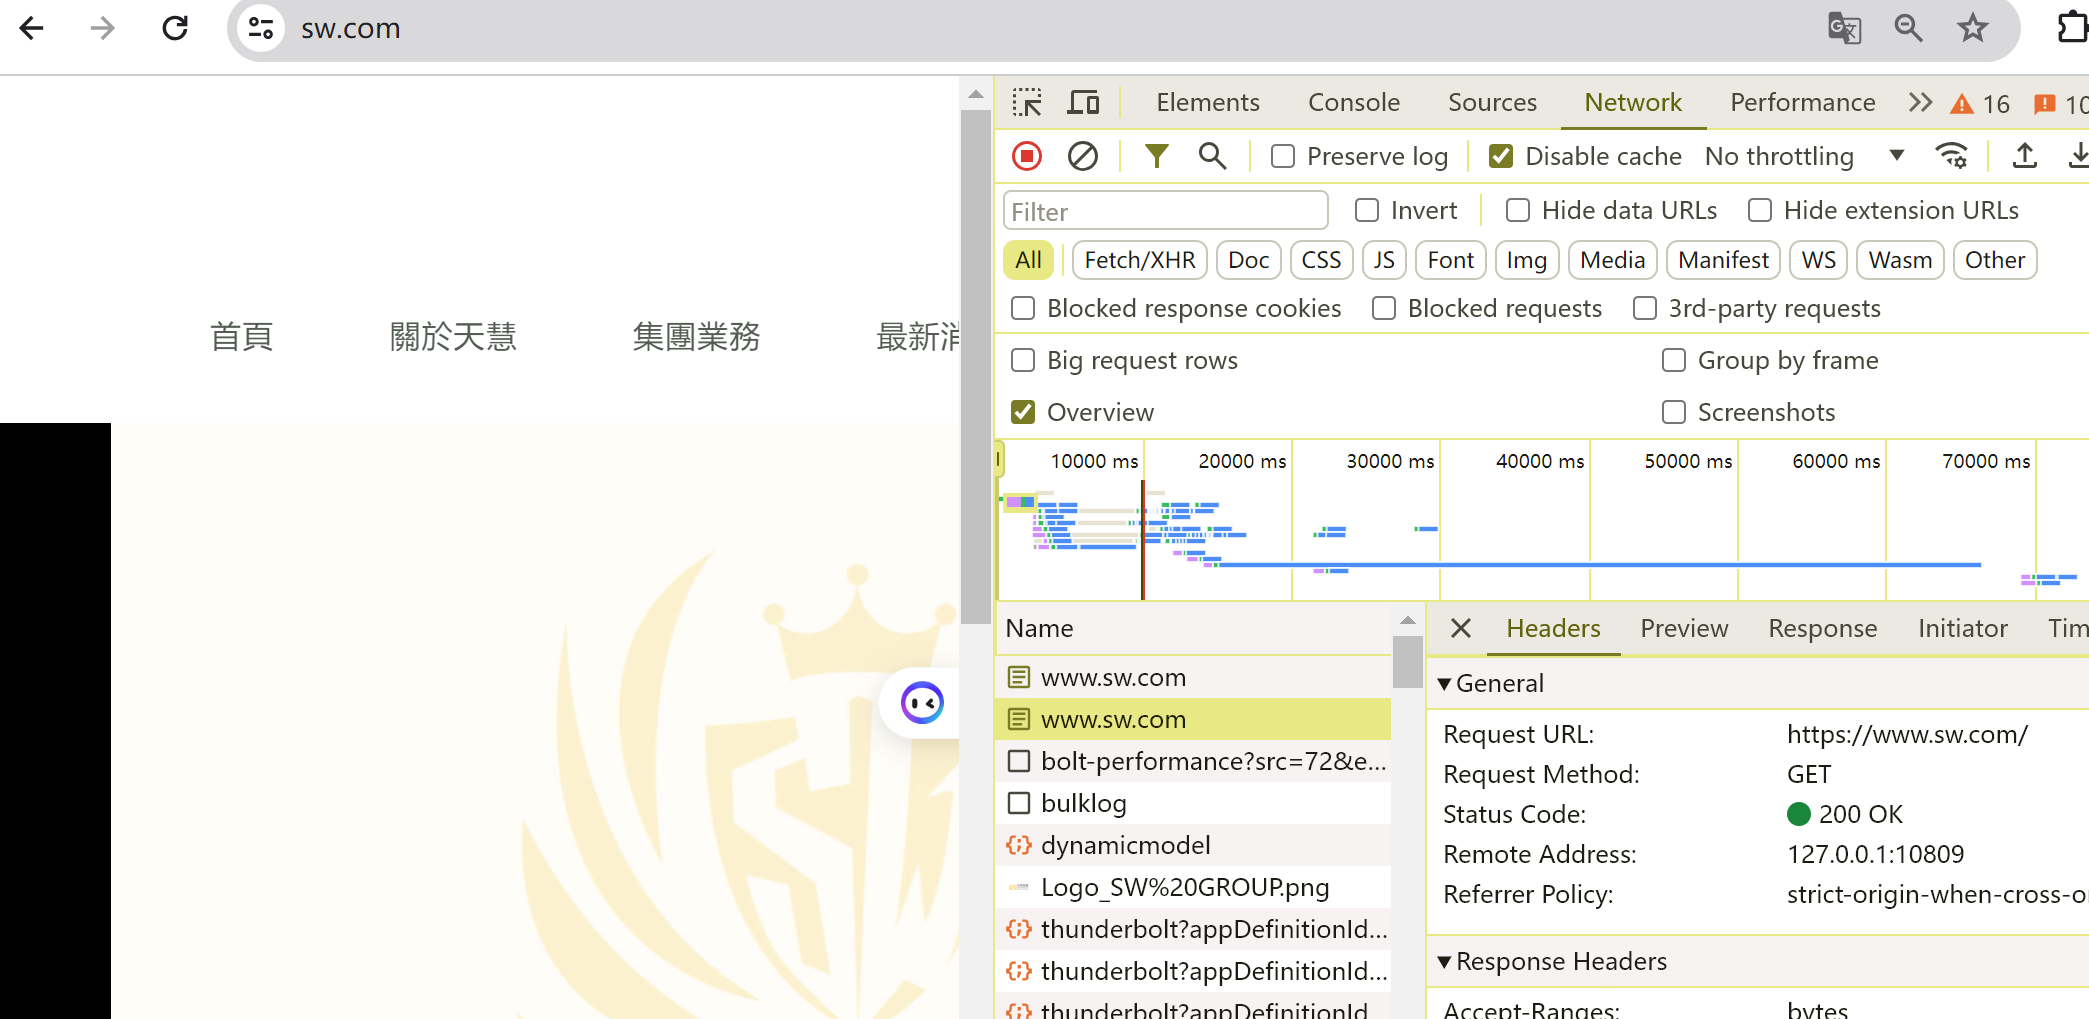 sw.com
Elements Console Sources Network Performance 16 10
Preserve log Disable cache No throttling
Filter Invert Hide data URLs Hide extension URLs
All Fetch/XHR Doc CSS JS Font Img Media Manifest WS Wasm Other
Blocked response cookies Blocked requests 3rd-party requests
Big request rows Group by frame
Overview Screenshots
10000 ms 20000 ms 30000 ms 40000 ms 50000 ms 60000 ms 70000 ms
首頁 關於天慧 集團業務 最新消
Name
www.sw.com
www.sw.com
bolt-performance?src=72&e...
bulklog
dynamicmodel
Logo_SW%20GROUP.png
thunderbolt?appDefinitionId...
thunderbolt?appDefinitionId...
thunderbolt?appDefinitionId
Headers Preview Response Initiator Tim
General
Request URL: https://www.sw.com/
Request Method: GET
Status Code: 200 OK
Remote Address: 127.0.0.1:10809
Referrer Policy: strict-origin-when-cross-o
Response Headers
Accept-Ranges: bytes